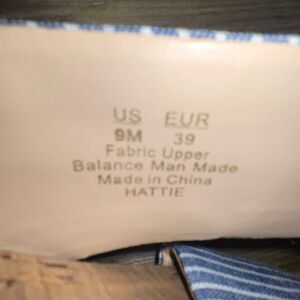 US EUR
9M 39
Fabric Upper
Balance Man Made
Made in China
HATTIE